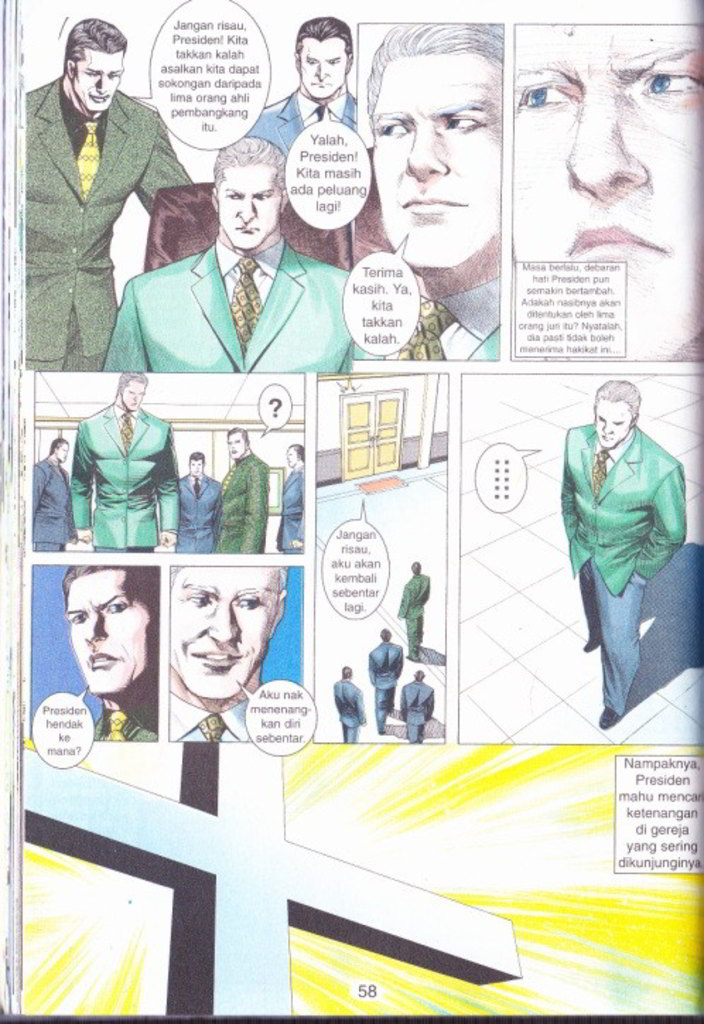 Jangan risau,
Presiden! Kita
takkan kalah
asalkan kita dapat
sokongan daripada
lima orang ahli
pembangkang
itu.
Yalah,
Presiden!
Kita masih
ada peluang
lagi!
Terima
kasih. Ya,
kita
takkan
kalah.
Masa berlalu, debaran
hati Presiden pun
semakin bertambah.
Adakah nasibnya akan
ditentukan oleh lima
orang juri itu? Nyatalah,
dia pasti tidak boleh
menerima hakikat ini....
?
Jangan
risau,
aku akan
kembali
sebentar
lagi.
Presiden
hendak
ke
mana?
Aku nak
menenang-
kan diri
sebentar.
Nampaknya,
Presiden
mahu mencari
ketenangan
di gereja
yang sering
dikunjunginya.
58